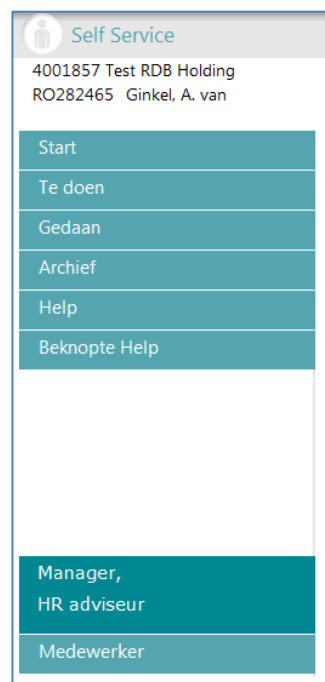 Self Service
4001857 Test RDB Holding
RO282465 Ginkel, A. van
Start
Te doen
Gedaan
Archief
Help
Beknopte Help
Manager,
HR adviseur
Medewerker